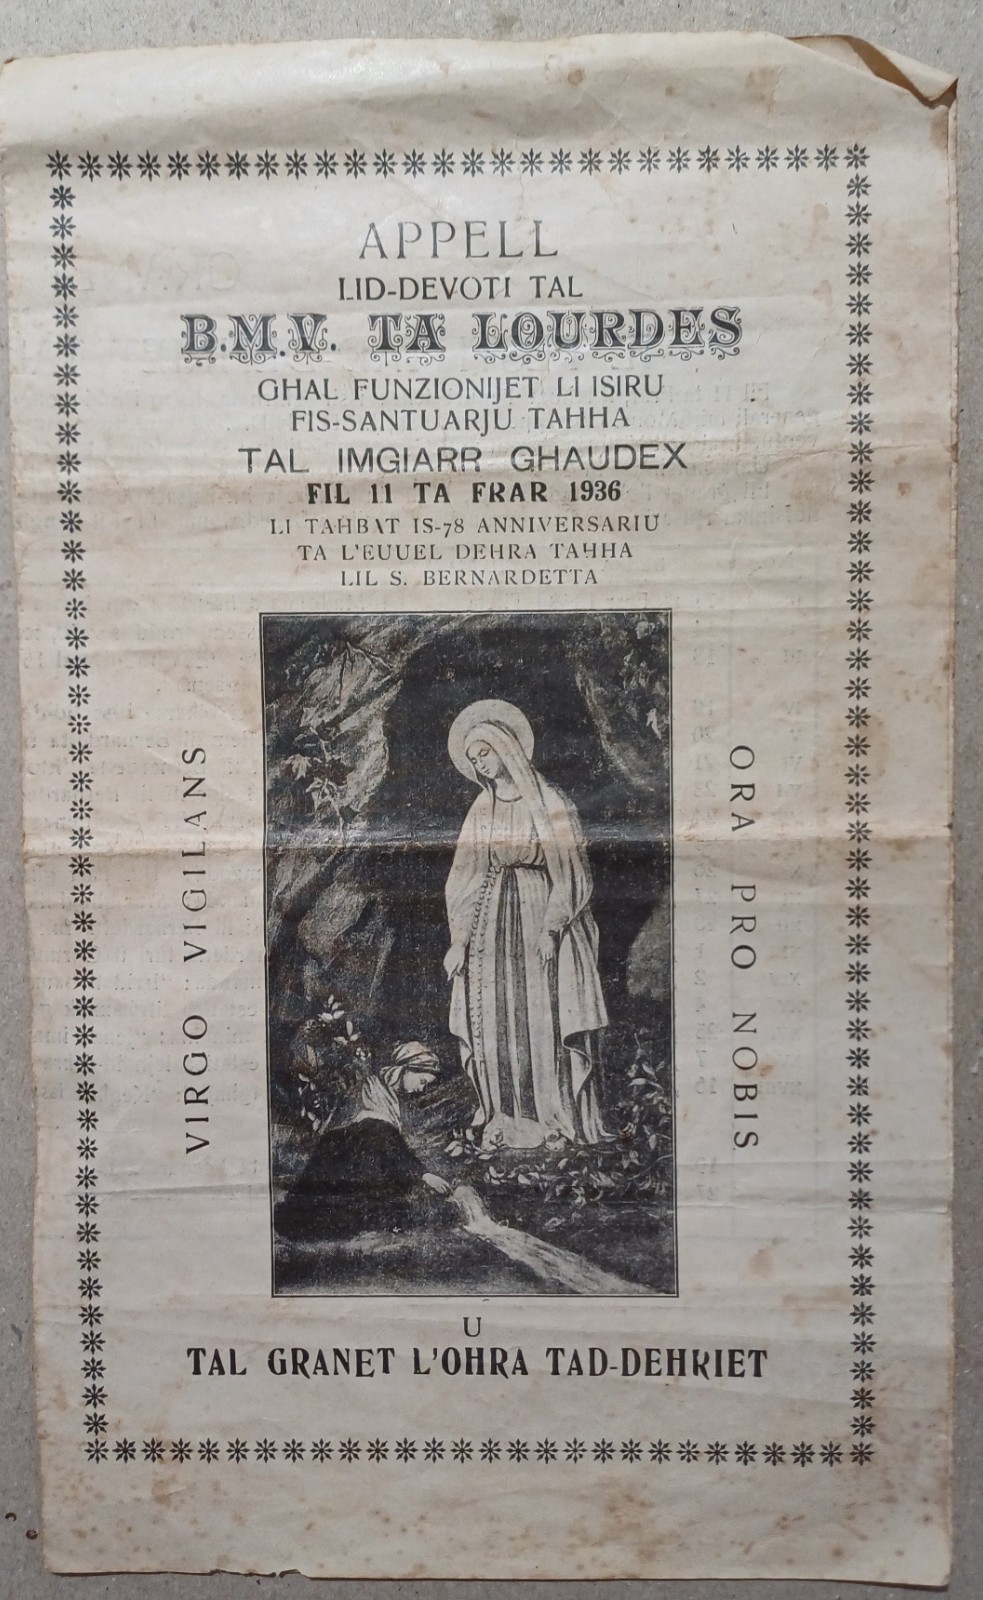 APPELL
LID-DEVOTI TAL
B.M.V. TA LOURDES
GHAL FUNZIONIJET LI ISIRU
FIS-SANTUARJU TAHHA
TAL IMGIARR GHAUDEX
FIL 11 TA FRAR 1936
LI TAHBAT IS-78 ANNIVERSARIU
TA L'EUUEL DEHRA TAHHA
LIL S. BERNARDETTA
VIRGO VIGILANS
ORA PRO NOBIS
U
TAL GRANET L'OHRA TAD-DEHRIET